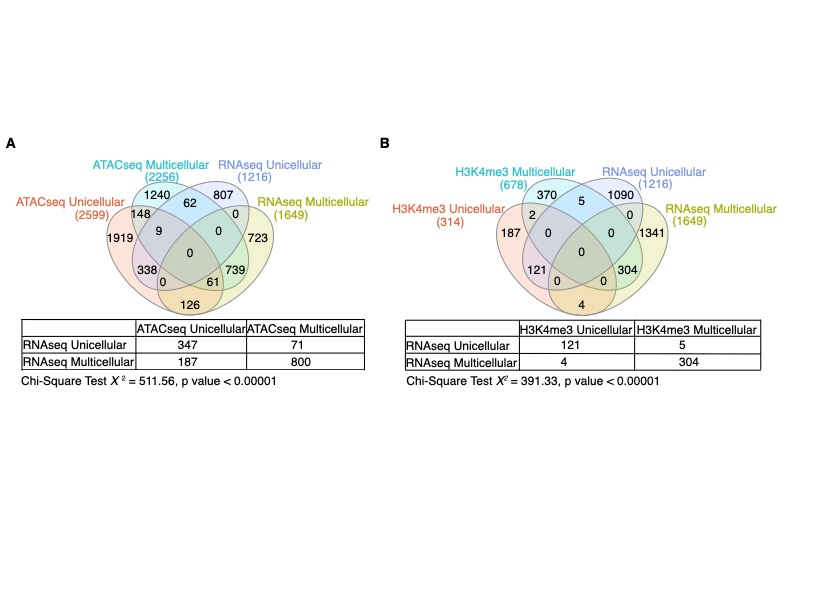 A
ATACseq Multicellular
(2256)
RNAseq Unicellular
(1216)
ATACseq Unicellular
(2599)
RNAseq Multicellular
(1649)
1240
62
807
148
0
1919
9
0
723
0
338
739
0
61
126
ATACseq Unicellular ATACseq Multicellular
RNAseq Unicellular 347 71
RNAseq Multicellular 187 800
Chi-Square Test X² = 511.56, p value < 0.00001
B
H3K4me3 Multicellular
(678)
RNAseq Unicellular
(1216)
H3K4me3 Unicellular
(314)
RNAseq Multicellular
(1649)
370
5
1090
2
0
187
0
0
1341
0
121
304
0
0
4
H3K4me3 Unicellular H3K4me3 Multicellular
RNAseq Unicellular 121 5
RNAseq Multicellular 4 304
Chi-Square Test X² = 391.33, p value < 0.00001